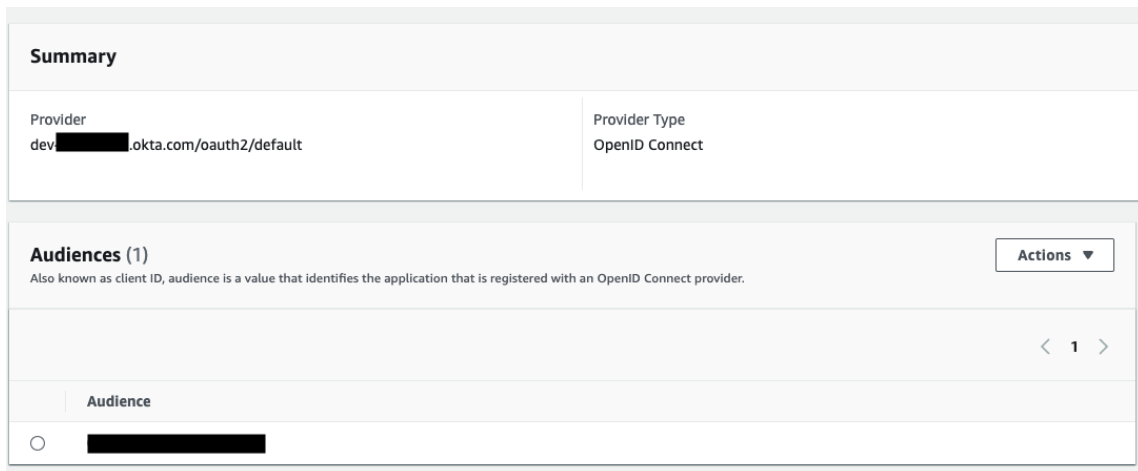 Summary
Provider
Provider Type
dev .okta.com/oauth2/default
OpenID Connect
Audiences (1)
Actions ▼
Also known as client ID, audience is a value that identifies the application that is registered with an OpenID Connect provider.
< 1 >
Audience